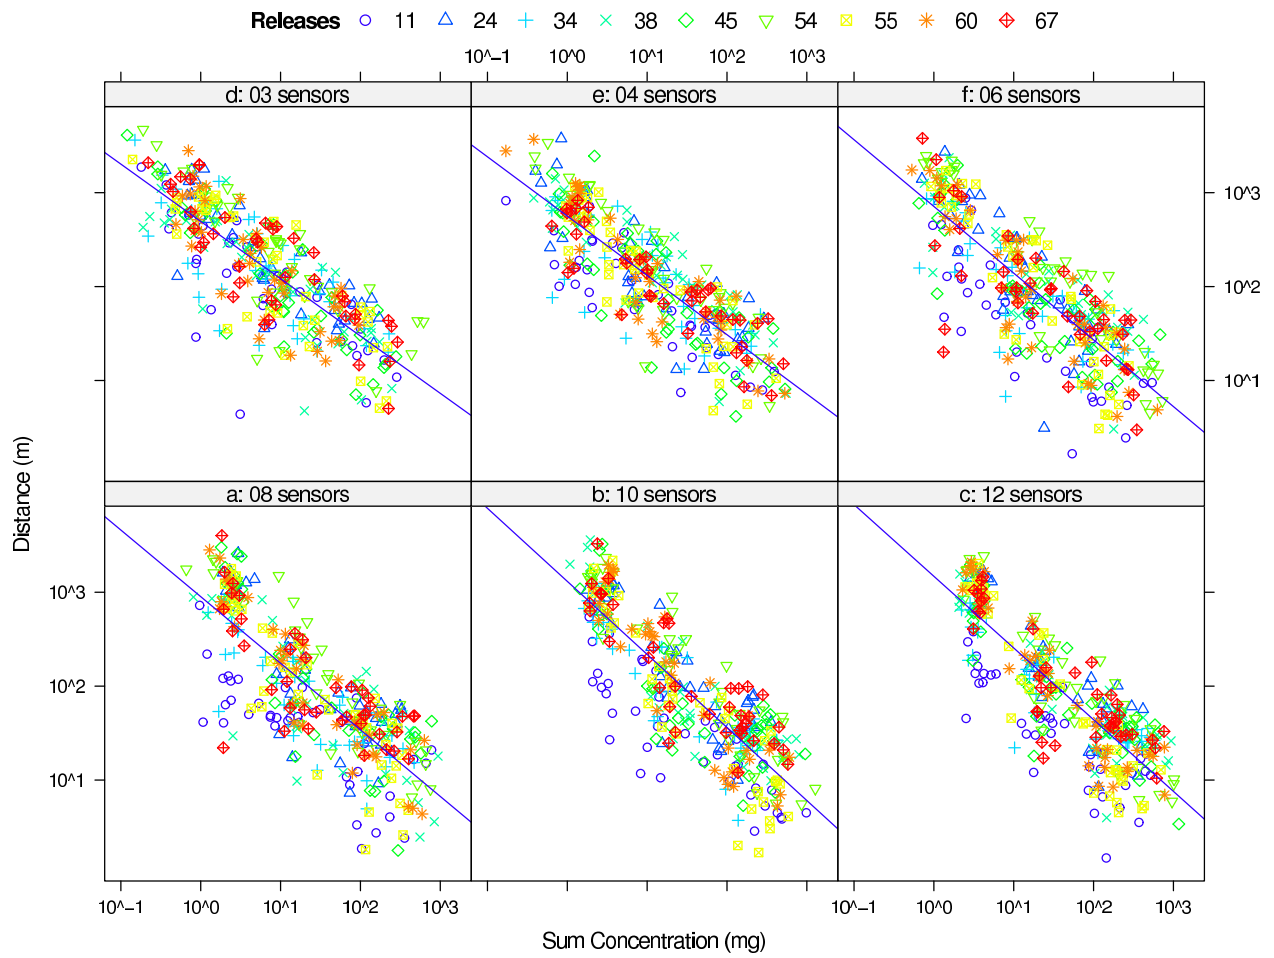 Releases 11 24 34 38 45 54 55 60 67
10^−1 10^0 10^1 10^2 10^3
d: 03 sensors e: 04 sensors f: 06 sensors
10^3
10^2
10^1
Distance (m)
a: 08 sensors b: 10 sensors c: 12 sensors
10^3
10^2
10^1
10^−1 10^0 10^1 10^2 10^3 10^−1 10^0 10^1 10^2 10^3
Sum Concentration (mg)